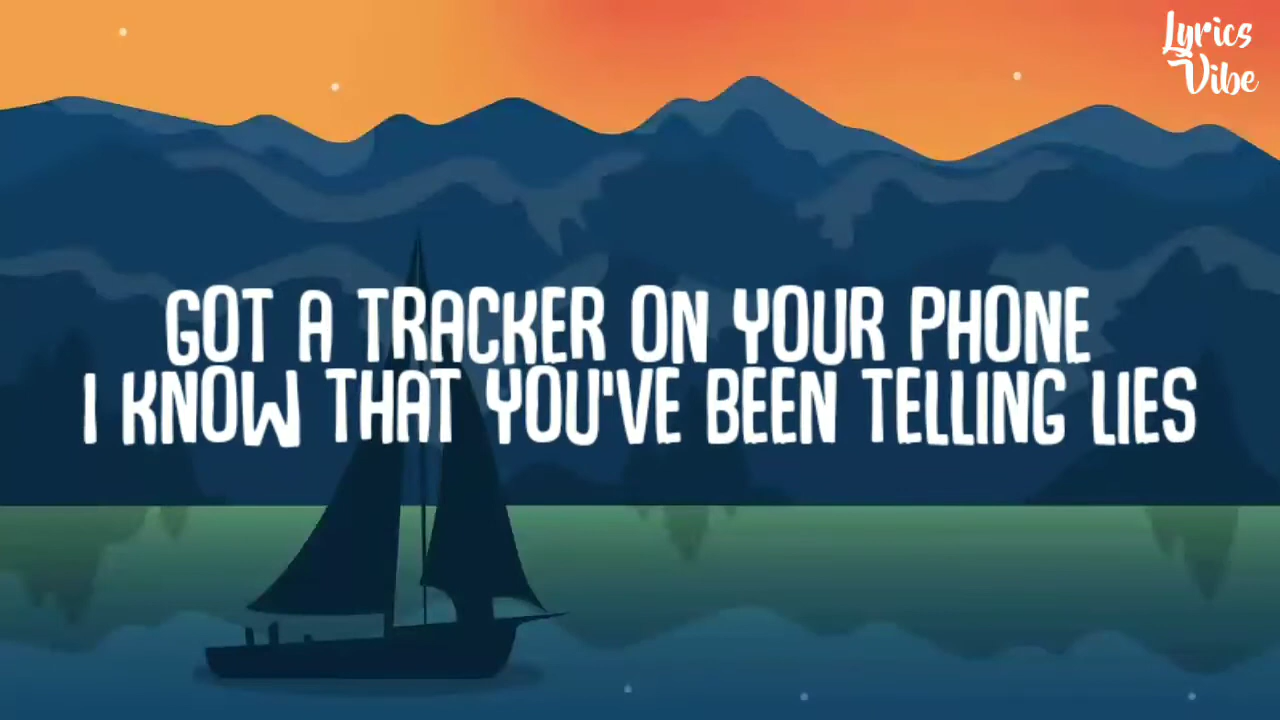 Lyrics
Vibe
GOT A TRACKER ON YOUR PHONE
I KNOW THAT YOU'VE BEEN TELLING LIES